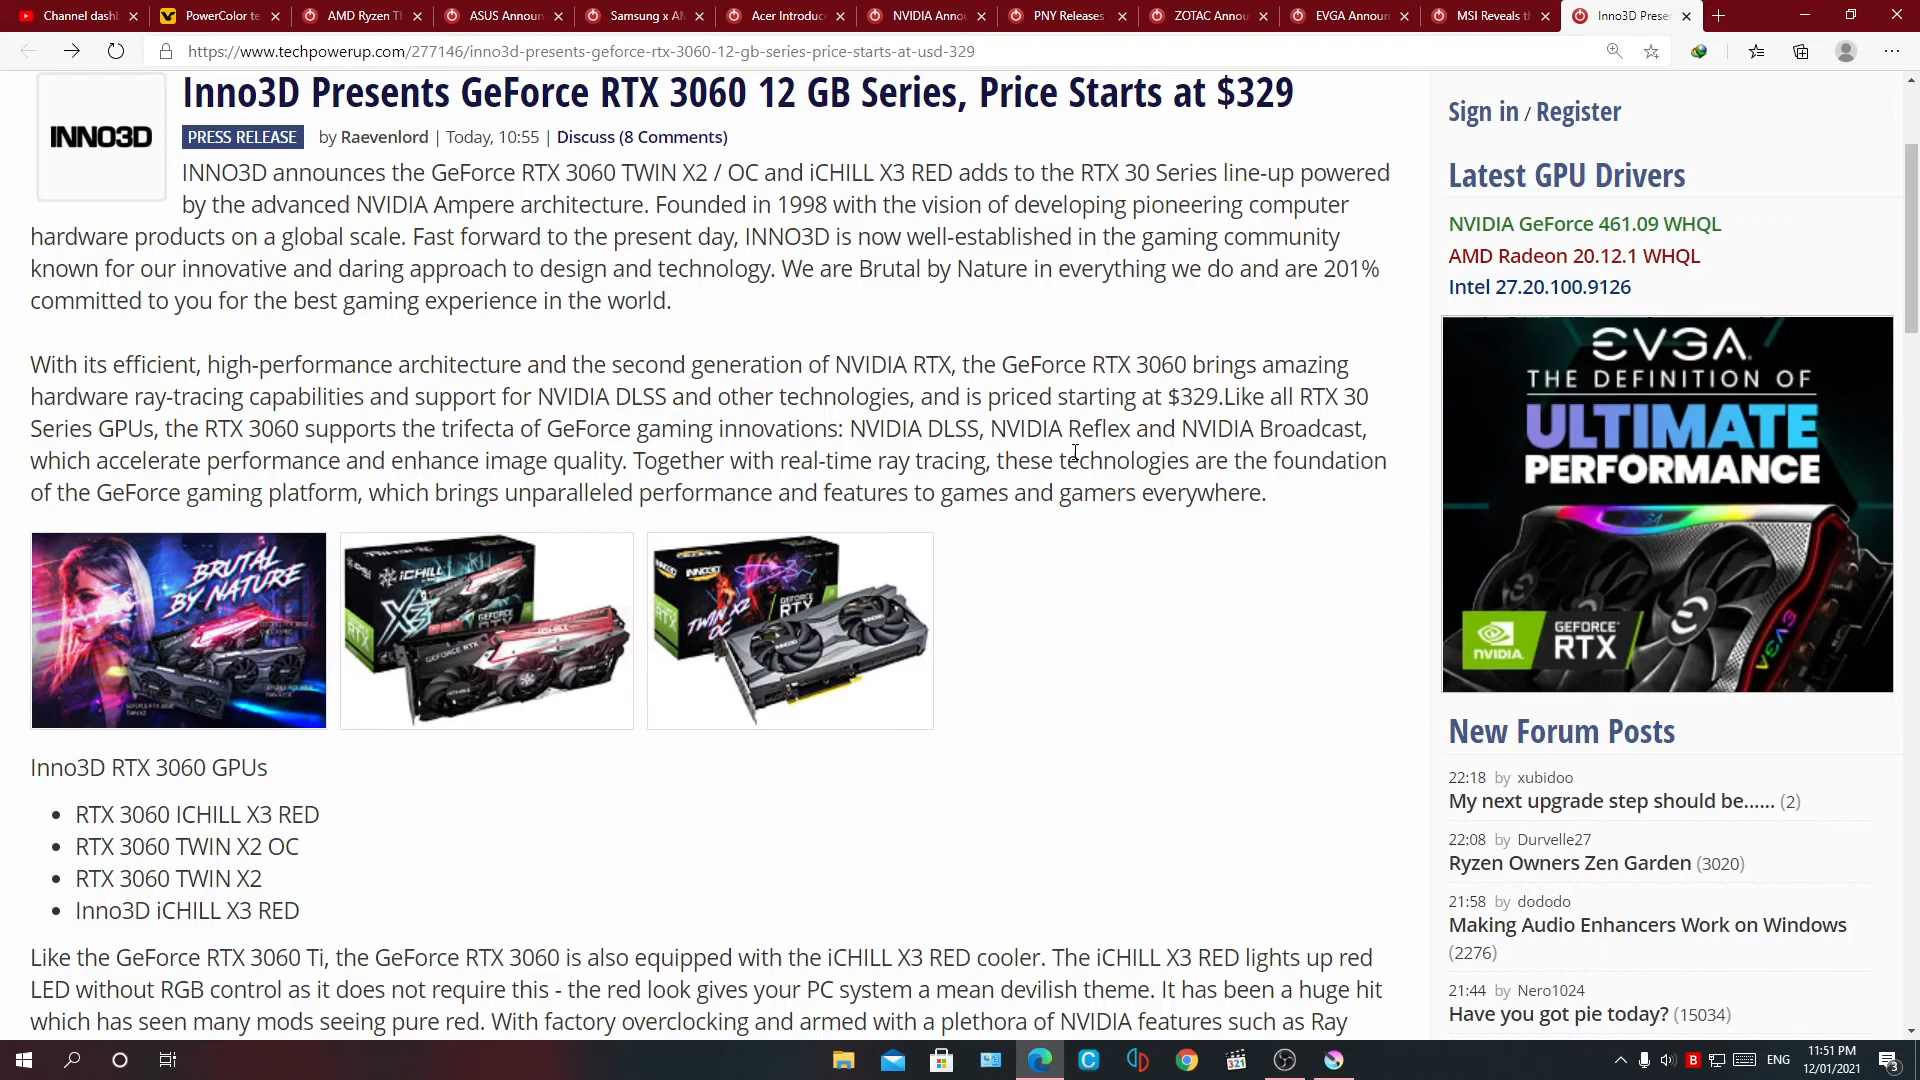 Channel dash
PowerColor te
AMD Ryzen Th
ASUS Announ
Samsung x AM
Acer Introduc
NVIDIA Annou
PNY Releases
ZOTAC Annou
EVGA Announ
MSI Reveals th
Inno3D Presen
https://www.techpowerup.com/277146/inno3d-presents-geforce-rtx-3060-12-gb-series-price-starts-at-usd-329
INNO3D
Inno3D Presents GeForce RTX 3060 12 GB Series, Price Starts at $329
PRESS RELEASE by Raevenlord | Today, 10:55 | Discuss (8 Comments)
INNO3D announces the GeForce RTX 3060 TWIN X2 / OC and iCHILL X3 RED adds to the RTX 30 Series line-up powered
by the advanced NVIDIA Ampere architecture. Founded in 1998 with the vision of developing pioneering computer
hardware products on a global scale. Fast forward to the present day, INNO3D is now well-established in the gaming community
known for our innovative and daring approach to design and technology. We are Brutal by Nature in everything we do and are 201%
committed to you for the best gaming experience in the world.
With its efficient, high-performance architecture and the second generation of NVIDIA RTX, the GeForce RTX 3060 brings amazing
hardware ray-tracing capabilities and support for NVIDIA DLSS and other technologies, and is priced starting at $329.Like all RTX 30
Series GPUs, the RTX 3060 supports the trifecta of GeForce gaming innovations: NVIDIA DLSS, NVIDIA Reflex and NVIDIA Broadcast,
which accelerate performance and enhance image quality. Together with real-time ray tracing, these technologies are the foundation
of the GeForce gaming platform, which brings unparalleled performance and features to games and gamers everywhere.
BRUTAL
BY NATURE
iCHILL
X3
GEFORCE RTX
iCHILL
INNO3D
TWIN X2
OC
RTX
Inno3D RTX 3060 GPUs
• RTX 3060 ICHILL X3 RED
• RTX 3060 TWIN X2 OC
• RTX 3060 TWIN X2
• Inno3D iCHILL X3 RED
Like the GeForce RTX 3060 Ti, the GeForce RTX 3060 is also equipped with the iCHILL X3 RED cooler. The iCHILL X3 RED lights up red
LED without RGB control as it does not require this - the red look gives your PC system a mean devilish theme. It has been a huge hit
which has seen many mods seeing pure red. With factory overclocking and armed with a plethora of NVIDIA features such as Ray
Sign in / Register
Latest GPU Drivers
NVIDIA GeForce 461.09 WHQL
AMD Radeon 20.12.1 WHQL
Intel 27.20.100.9126
EVGA.
THE DEFINITION OF
ULTIMATE
PERFORMANCE
NVIDIA.
GEFORCE
RTX
EVGA
New Forum Posts
22:18 by xubidoo
My next upgrade step should be...... (2)
22:08 by Durvelle27
Ryzen Owners Zen Garden (3020)
21:58 by dododo
Making Audio Enhancers Work on Windows
(2276)
21:44 by Nero1024
Have you got pie today? (15034)
321
B
ENG
11:51 PM
12/01/2021
3